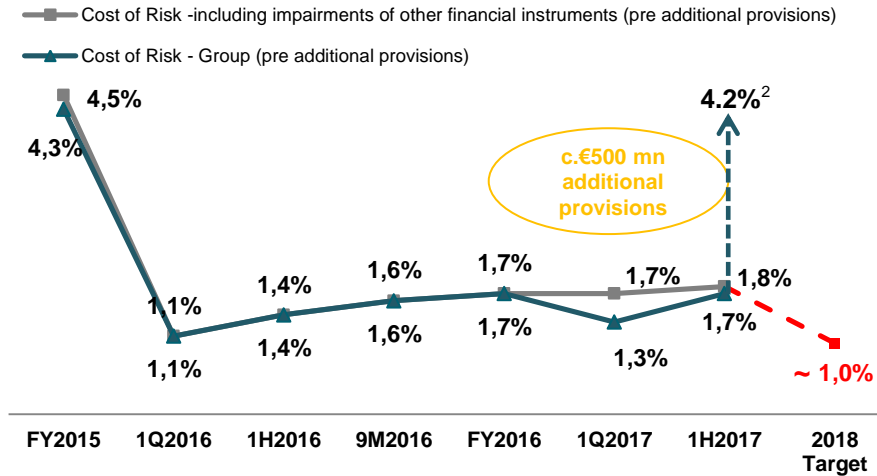 Cost of Risk -including impairments of other financial instruments (pre additional provisions)
Cost of Risk - Group (pre additional provisions)
4,5%
4,3%
4.2%2
c.€500 mn
additional
provisions
1,1%
1,4%
1,6%
1,7%
1,7%
1,8%
1,1%
1,4%
1,6%
1,7%
1,3%
1,7%
~ 1,0%
FY2015 1Q2016 1H2016 9M2016 FY2016 1Q2017 1H2017 2018
Target